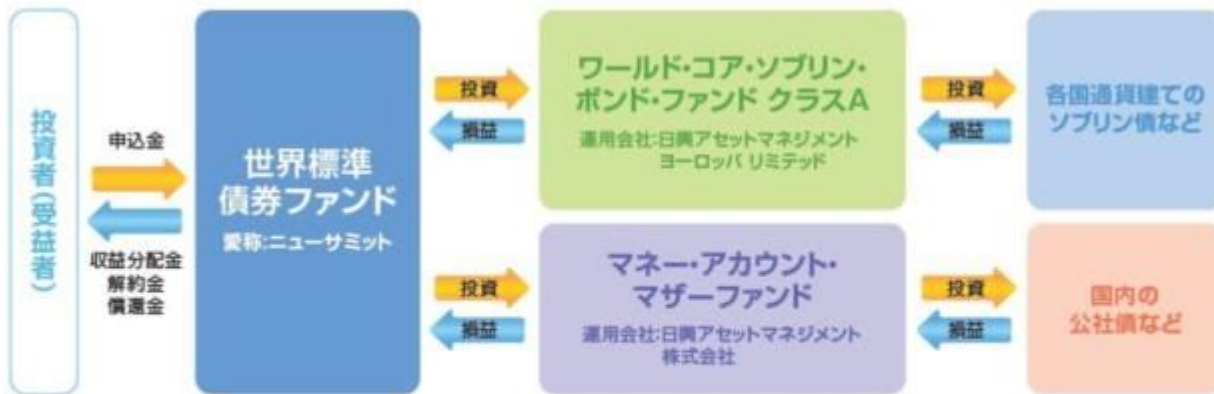 投資者(受益者)
申込金
収益分配金
解約金
償還金
世界標準
債券ファンド
愛称:ニューサミット
投資
損益
ワールド・コア・ソブリン・
ボンド・ファンド クラスA
運用会社:日興アセットマネジメント
ヨーロッパ リミテッド
投資
損益
各国通貨建ての
ソブリン債など
投資
損益
マネー・アカウント・
マザーファンド
運用会社:日興アセットマネジメント
株式会社
投資
損益
国内の
公社債など